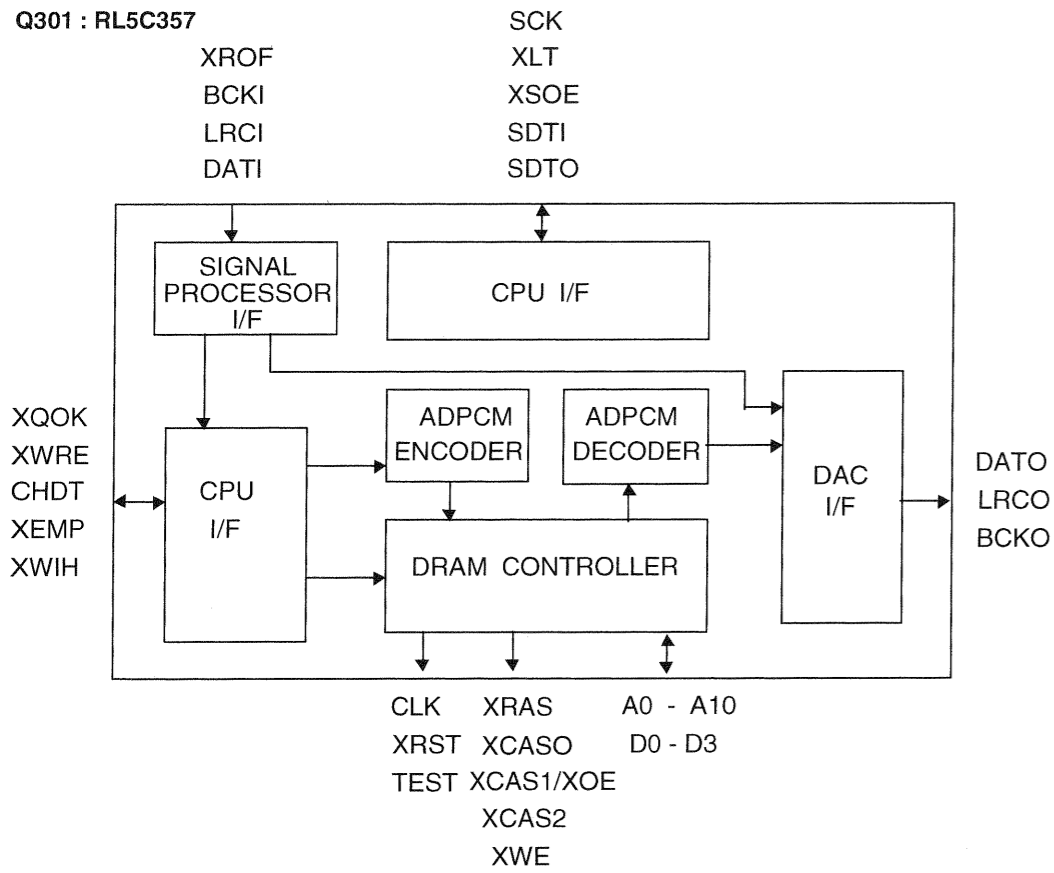 Q301 : RL5C357
XROF
BCKI
LRCI
DATI
SCK
XLT
XSOE
SDTI
SDTO
SIGNAL
PROCESSOR
I/F
CPU I/F
XQOK
XWRE
CHDT
XEMP
XWIH
CPU
I/F
ADPCM
ENCODER
ADPCM
DECODER
DRAM CONTROLLER
DAC
I/F
DATO
LRCO
BCKO
CLK
XRST
TEST
XRAS
XCASO
XCAS1/XOE
XCAS2
XWE
A0 - A10
D0 - D3